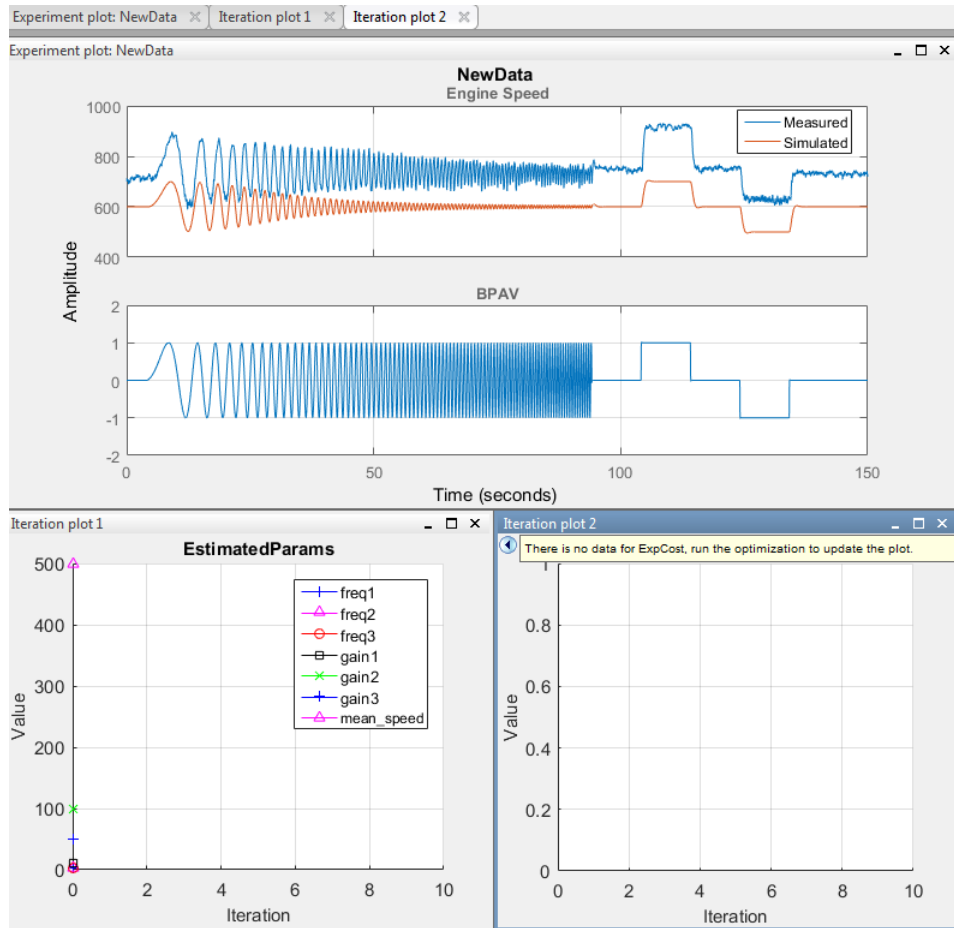 Experiment plot: NewData
Iteration plot 1
Iteration plot 2
Experiment plot: NewData
NewData
Engine Speed
1000
800
600
400
Measured
Simulated
Amplitude
BPAV
2
1
0
-1
-2
0
50
100
150
Time (seconds)
Iteration plot 1
EstimatedParams
500
400
300
200
100
0
Value
freq1
freq2
freq3
gain1
gain2
gain3
mean_speed
0
2
4
6
8
10
Iteration
Iteration plot 2
There is no data for ExpCost, run the optimization to update the plot.
1
0.8
0.6
0.4
0.2
0
Value
0
2
4
6
8
10
Iteration